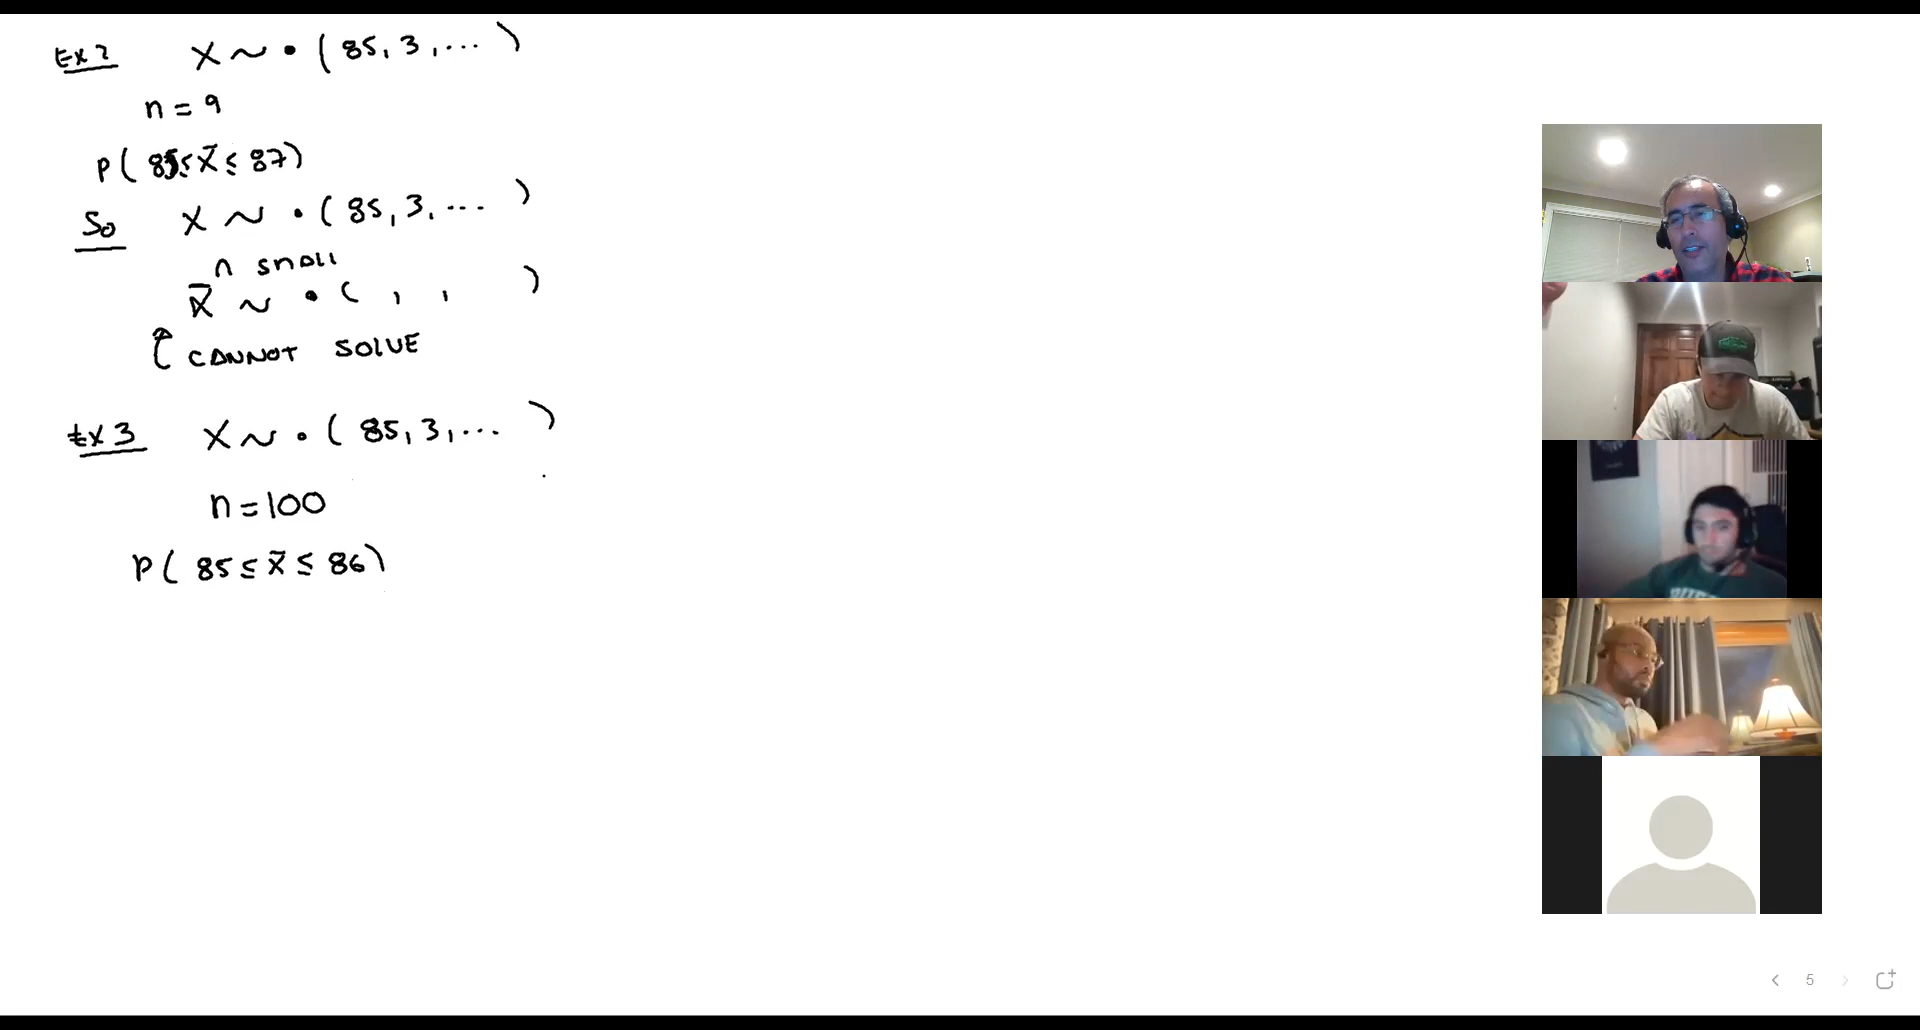 Ex 2 X ~ • ( 85, 3, ... )
n = 9
P( 85 ≤ X̄ ≤ 87)
So X ~ • ( 85, 3, ... )
n small
X̄ ~ • ( , , )
CANNOT SOLVE
Ex 3 X ~ • ( 85, 3, ... )
n = 100
P( 85 ≤ X̄ ≤ 86)
5